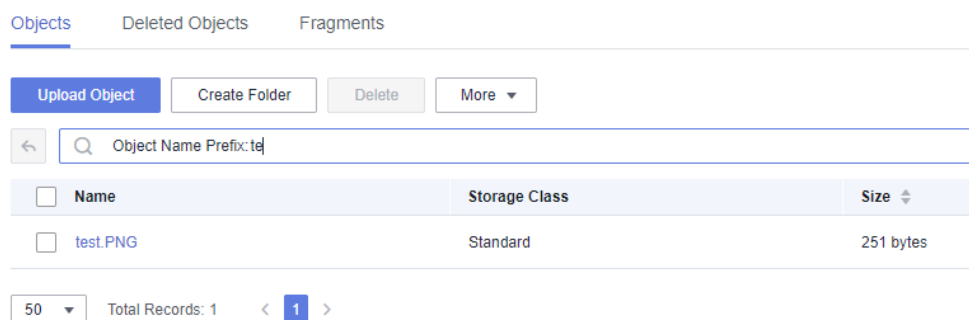 Objects Deleted Objects Fragments
Upload Object Create Folder Delete More
Object Name Prefix: te
Name Storage Class Size
test.PNG Standard 251 bytes
50 Total Records: 1 < 1 >